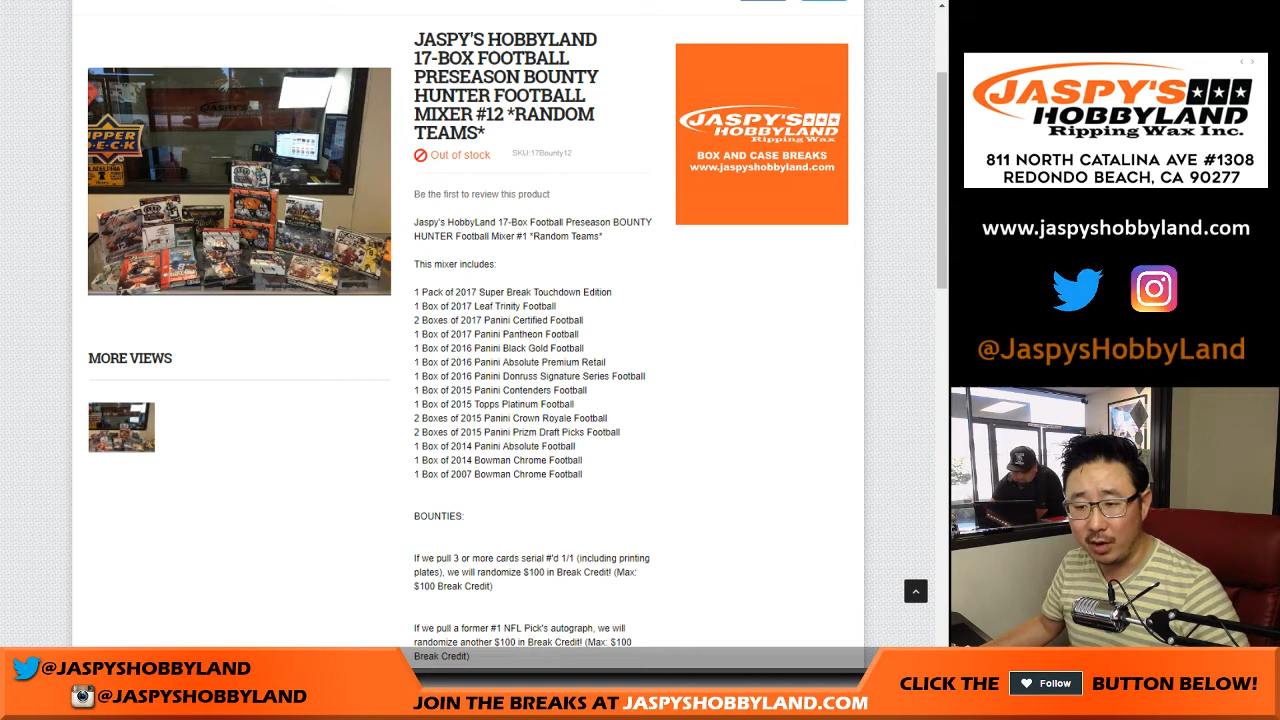 JASPY'S HOBBYLAND
17-BOX FOOTBALL
PRESEASON BOUNTY
HUNTER FOOTBALL
MIXER #12 *RANDOM
TEAMS*
Out of stock
SKU:17Bounty12
Be the first to review this product
Jaspy's HobbyLand 17-Box Football Preseason BOUNTY
HUNTER Football Mixer #1 *Random Teams*
This mixer includes:
1 Pack of 2017 Super Break Touchdown Edition
1 Box of 2017 Leaf Trinity Football
2 Boxes of 2017 Panini Certified Football
1 Box of 2017 Panini Pantheon Football
1 Box of 2016 Panini Black Gold Football
1 Box of 2016 Panini Absolute Premium Retail
1 Box of 2016 Panini Donruss Signature Series Football
1 Box of 2015 Panini Contenders Football
1 Box of 2015 Topps Platinum Football
2 Boxes of 2015 Panini Crown Royale Football
2 Boxes of 2015 Panini Prizm Draft Picks Football
1 Box of 2014 Panini Absolute Football
1 Box of 2014 Bowman Chrome Football
1 Box of 2007 Bowman Chrome Football
BOUNTIES:
If we pull 3 or more cards serial #'d 1/1 (including printing
plates), we will randomize $100 in Break Credit! (Max:
$100 Break Credit)
If we pull a former #1 NFL Pick's autograph, we will
randomize another $100 in Break Credit! (Max: $100
Break Credit)
UPPER
DECK
MORE VIEWS
JASPY'S
HOBBYLAND
Ripping Wax
BOX AND CASE BREAKS
www.jaspyshobbyland.com
JASPY'S
HOBBYLAND
Ripping Wax Inc.
811 NORTH CATALINA AVE #1308
REDONDO BEACH, CA 90277
www.jaspyshobbyland.com
@JaspysHobbyLand
@JASPYSHOBBYLAND
@JASPYSHOBBYLAND
JOIN THE BREAKS AT JASPYSHOBBYLAND.COM
CLICK THE Follow BUTTON BELOW!